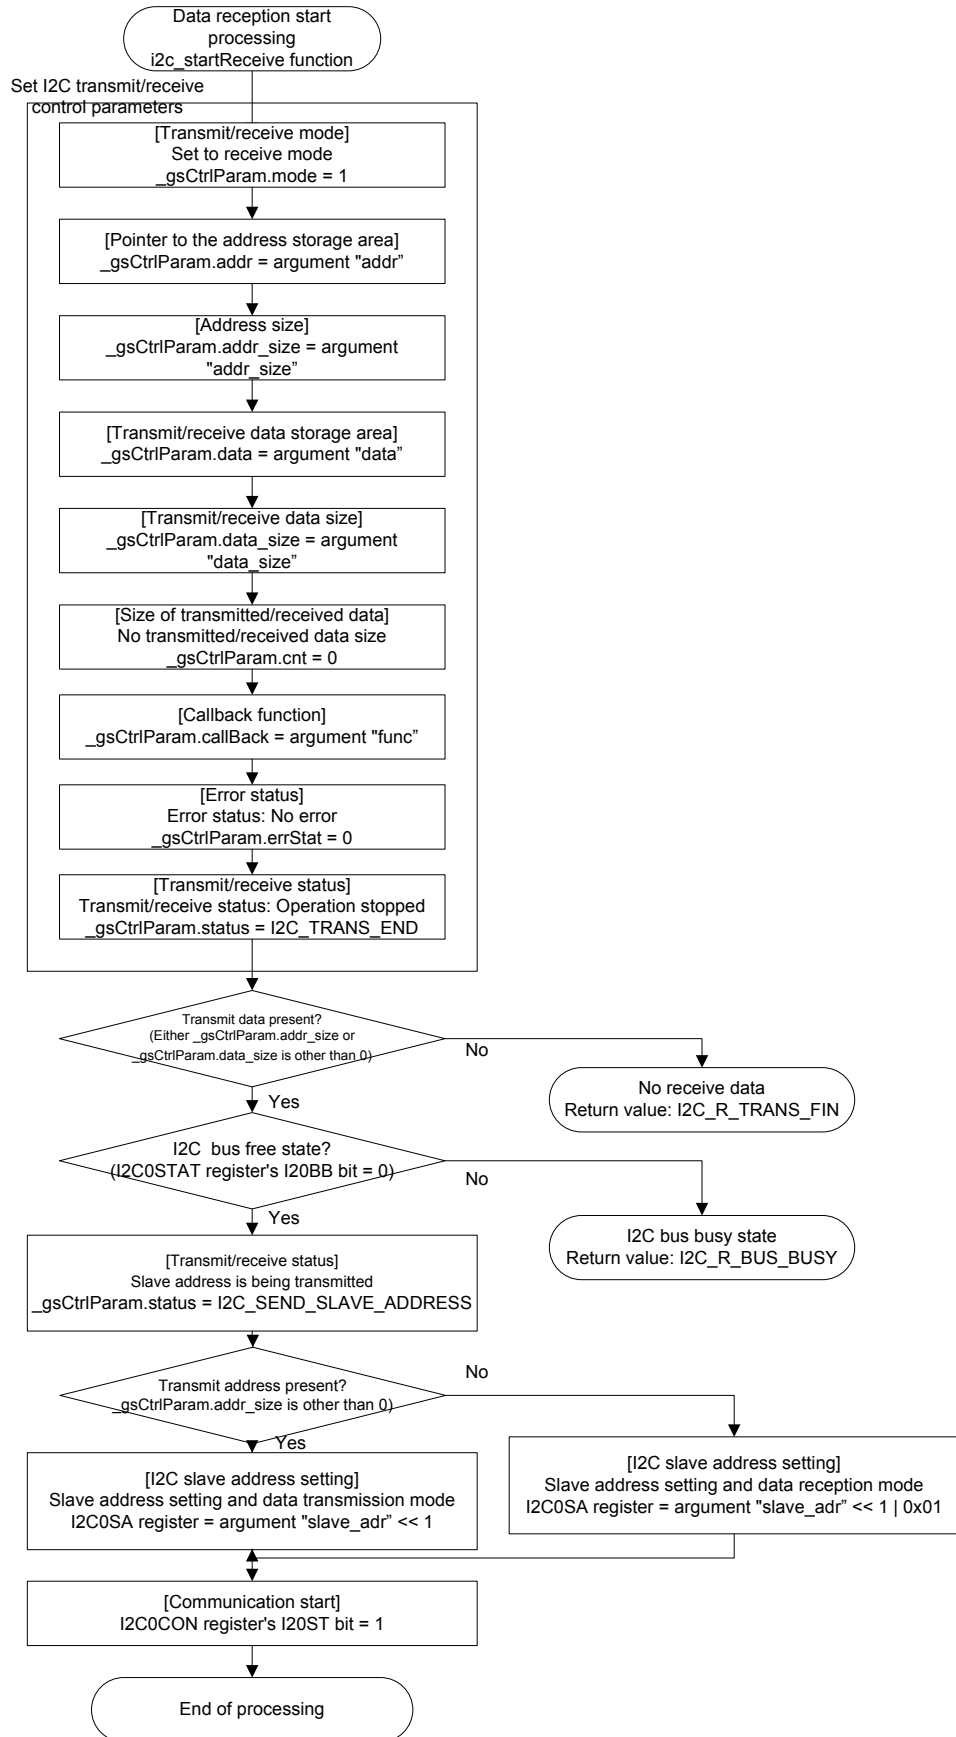 Data reception start
processing
i2c_startReceive function
Set I2C transmit/receive
control parameters
[Transmit/receive mode]
Set to receive mode
_gsCtrlParam.mode = 1
[Pointer to the address storage area]
_gsCtrlParam.addr = argument "addr”
[Address size]
_gsCtrlParam.addr_size = argument
"addr_size”
[Transmit/receive data storage area]
_gsCtrlParam.data = argument "data”
[Transmit/receive data size]
_gsCtrlParam.data_size = argument
"data_size”
[Size of transmitted/received data]
No transmitted/received data size
_gsCtrlParam.cnt = 0
[Callback function]
_gsCtrlParam.callBack = argument "func”
[Error status]
Error status: No error
_gsCtrlParam.errStat = 0
[Transmit/receive status]
Transmit/receive status: Operation stopped
_gsCtrlParam.status = I2C_TRANS_END
Transmit data present?
(Either _gsCtrlParam.addr_size or
_gsCtrlParam.data_size is other than 0)
No
No receive data
Return value: I2C_R_TRANS_FIN
Yes
I2C  bus free state?
(I2C0STAT register's I20BB bit = 0)
No
I2C bus busy state
Return value: I2C_R_BUS_BUSY
Yes
[Transmit/receive status]
Slave address is being transmitted
_gsCtrlParam.status = I2C_SEND_SLAVE_ADDRESS
Transmit address present?
_gsCtrlParam.addr_size is other than 0)
No
Yes
[I2C slave address setting]
Slave address setting and data transmission mode
I2C0SA register = argument "slave_adr” << 1
[I2C slave address setting]
Slave address setting and data reception mode
I2C0SA register = argument "slave_adr” << 1 | 0x01
[Communication start]
I2C0CON register's I20ST bit = 1
End of processing